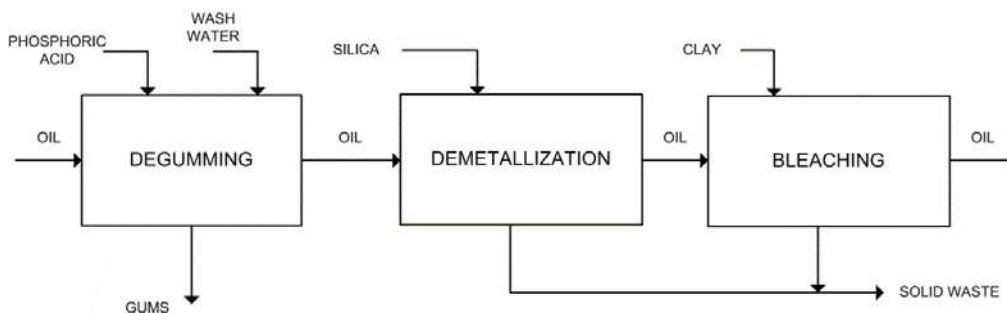 WASH
WATER
PHOSPHORIC
ACID
SILICA
CLAY
OIL
DEGUMMING
OIL
DEMETALLIZATION
OIL
BLEACHING
OIL
GUMS
SOLID WASTE